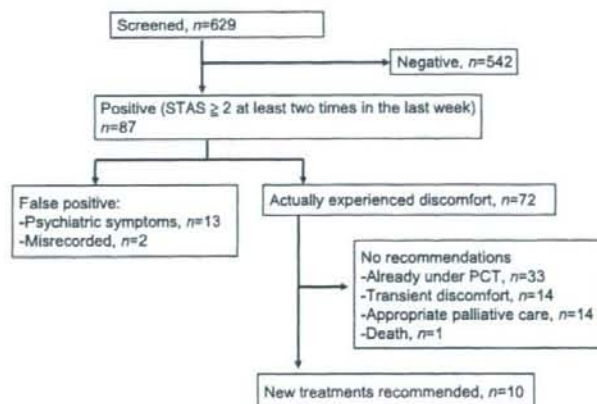 Screened, n=629
Negative, n=542
Positive (STAS ≧ 2 at least two times in the last week)
n=87
False positive:
-Psychiatric symptoms, n=13
-Misrecorded, n=2
Actually experienced discomfort, n=72
No recommendations
-Already under PCT, n=33
-Transient discomfort, n=14
-Appropriate palliative care, n=14
-Death, n=1
New treatments recommended, n=10